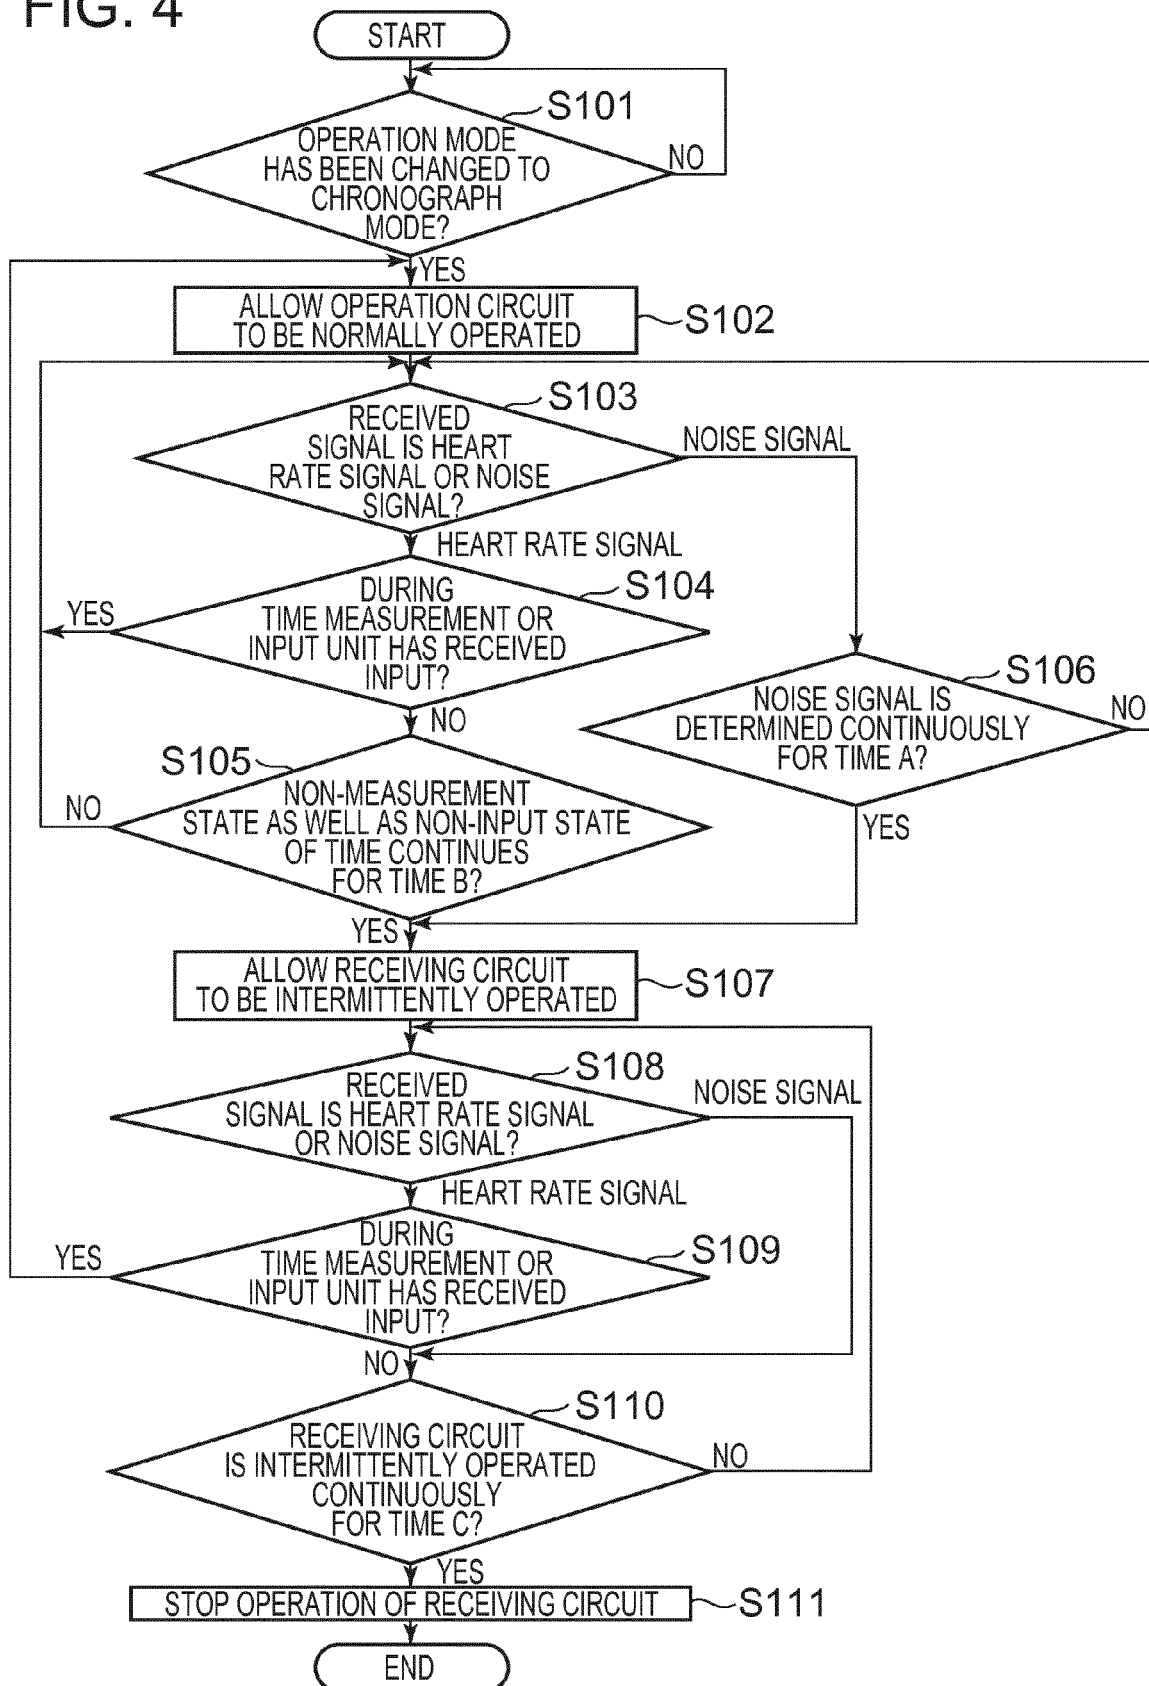 FIG. 4
START
S101
OPERATION MODE
HAS BEEN CHANGED TO
CHRONOGRAPH
MODE?
NO
YES
ALLOW OPERATION CIRCUIT
TO BE NORMALLY OPERATED
S102
S103
RECEIVED
SIGNAL IS HEART
RATE SIGNAL OR NOISE
SIGNAL?
NOISE SIGNAL
HEART RATE SIGNAL
S104
DURING
TIME MEASUREMENT OR
INPUT UNIT HAS RECEIVED
INPUT?
YES
NO
S106
NOISE SIGNAL IS
DETERMINED CONTINUOUSLY
FOR TIME A?
NO
YES
S105
NON-MEASUREMENT
STATE AS WELL AS NON-INPUT STATE
OF TIME CONTINUES
FOR TIME B?
NO
YES
ALLOW RECEIVING CIRCUIT
TO BE INTERMITTENTLY OPERATED
S107
S108
RECEIVED
SIGNAL IS HEART RATE SIGNAL
OR NOISE SIGNAL?
NOISE SIGNAL
HEART RATE SIGNAL
DURING
TIME MEASUREMENT OR
INPUT UNIT HAS RECEIVED
INPUT?
S109
YES
NO
S110
RECEIVING CIRCUIT
IS INTERMITTENTLY OPERATED
CONTINUOUSLY
FOR TIME C?
NO
YES
STOP OPERATION OF RECEIVING CIRCUIT
S111
END